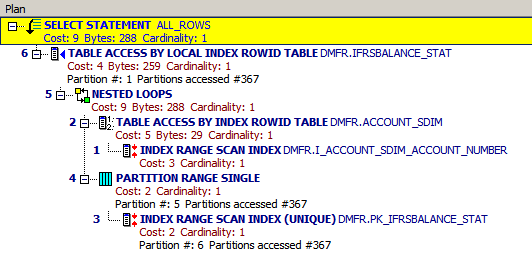 Plan
SELECT STATEMENT ALL_ROWS
Cost: 9 Bytes: 288 Cardinality: 1
6 TABLE ACCESS BY LOCAL INDEX ROWID TABLE DMFR.IFRSBALANCE_STAT
Cost: 4 Bytes: 259 Cardinality: 1
Partition #: 1 Partitions accessed #367
5 NESTED LOOPS
Cost: 9 Bytes: 288 Cardinality: 1
2 TABLE ACCESS BY INDEX ROWID TABLE DMFR.ACCOUNT_SDIM
Cost: 5 Bytes: 29 Cardinality: 1
1 INDEX RANGE SCAN INDEX DMFR.I_ACCOUNT_SDIM_ACCOUNT_NUMBER
Cost: 3 Cardinality: 1
4 PARTITION RANGE SINGLE
Cost: 2 Cardinality: 1
Partition #: 5 Partitions accessed #367
3 INDEX RANGE SCAN INDEX (UNIQUE) DMFR.PK_IFRSBALANCE_STAT
Cost: 2 Cardinality: 1
Partition #: 6 Partitions accessed #367